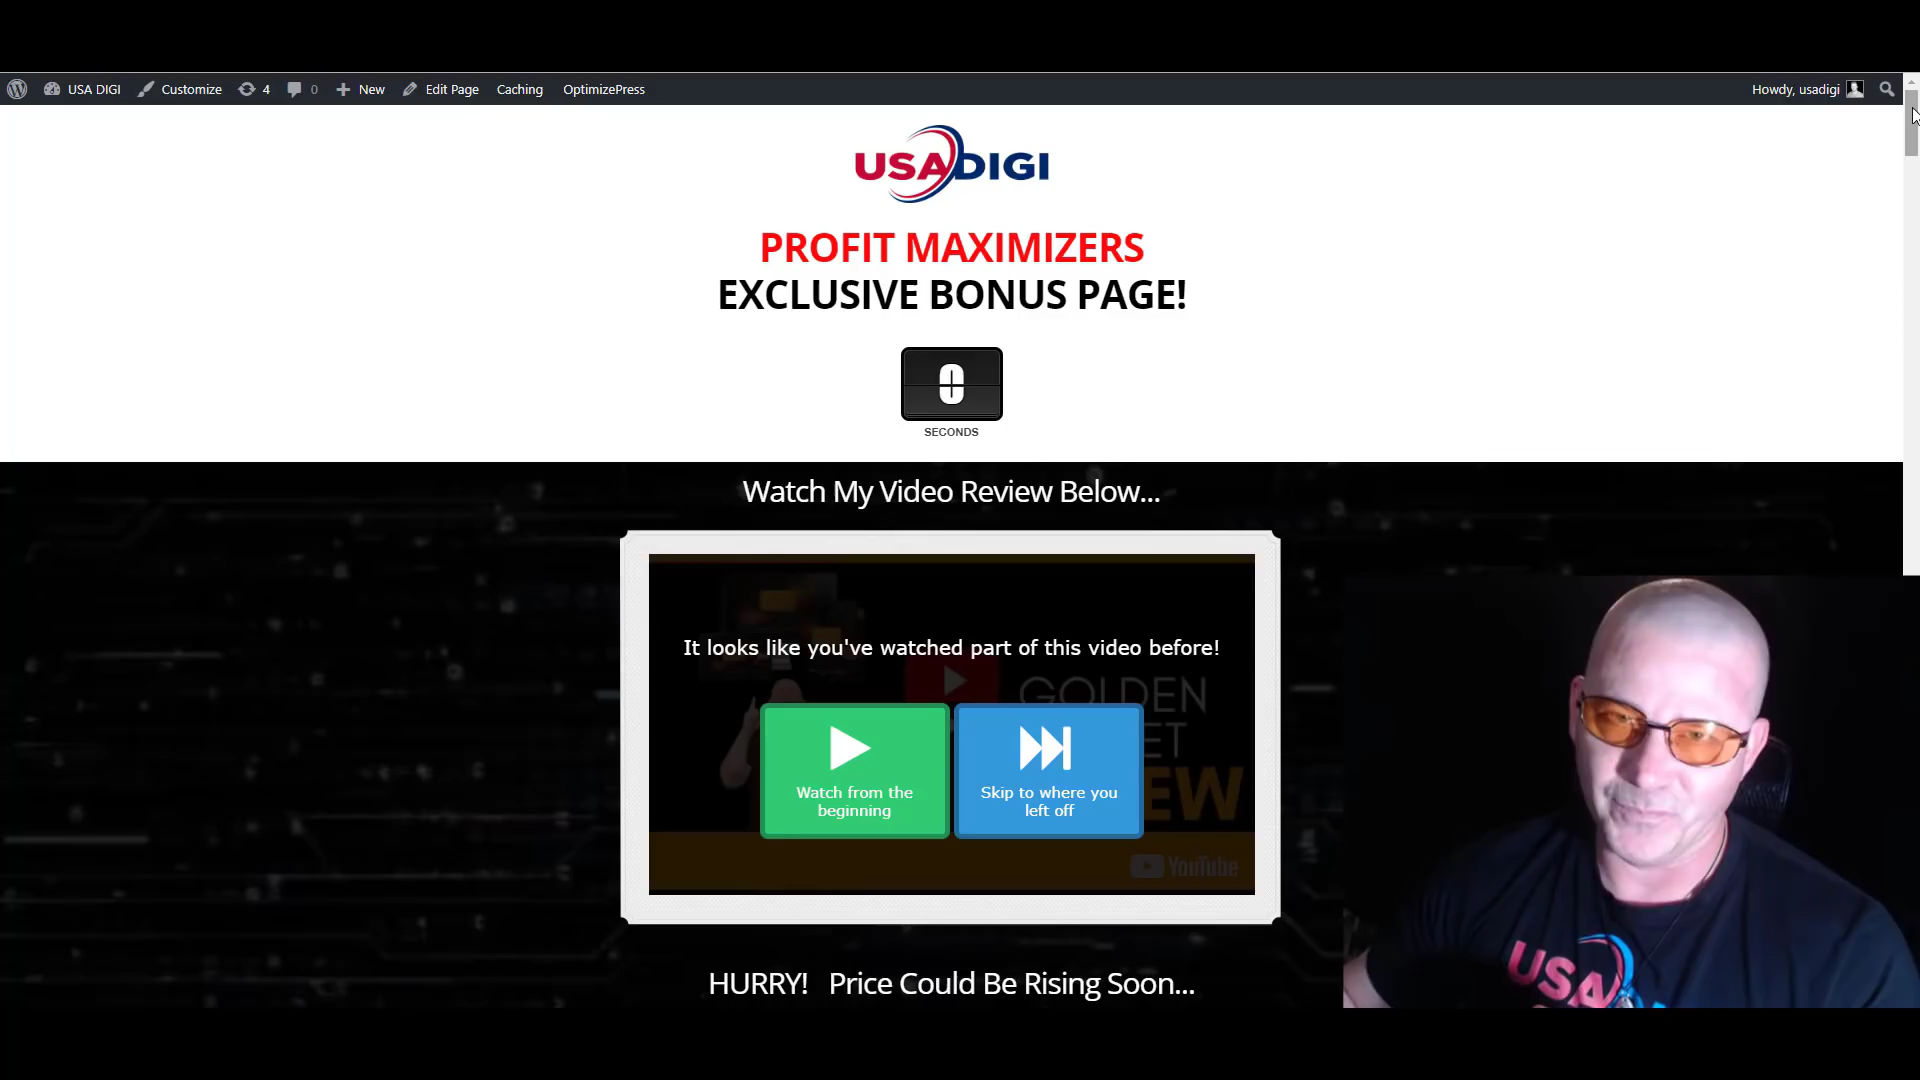 USA DIGI Customize 4 0 New Edit Page Caching OptimizePress Howdy, usadigi
USADIGI
PROFIT MAXIMIZERS
EXCLUSIVE BONUS PAGE!
0
SECONDS
Watch My Video Review Below...
It looks like you've watched part of this video before!
GOLDEN
Watch from the
beginning
Skip to where you
left off
YouTube
HURRY! Price Could Be Rising Soon...
USA